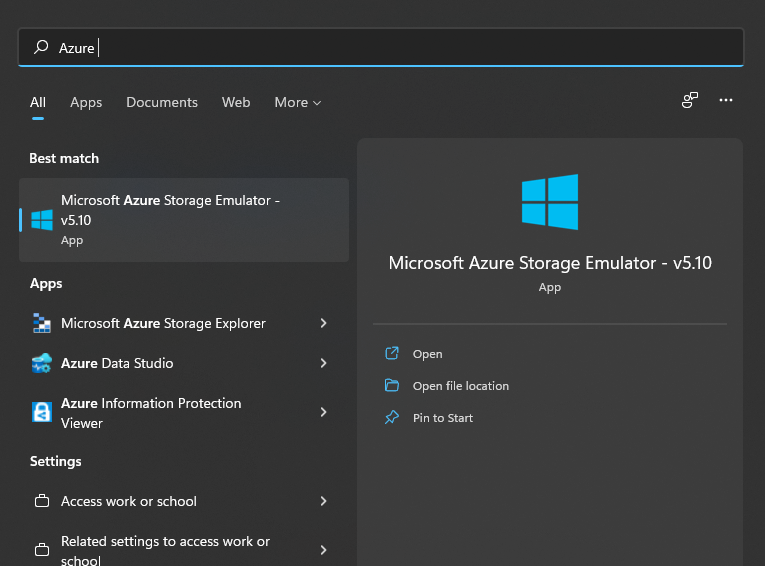 Azure
All Apps Documents Web More
Best match
Microsoft Azure Storage Emulator -
v5.10
App
Apps
Microsoft Azure Storage Explorer
Azure Data Studio
Azure Information Protection
Viewer
Settings
Access work or school
Related settings to access work or
school
Microsoft Azure Storage Emulator - v5.10
App
Open
Open file location
Pin to Start